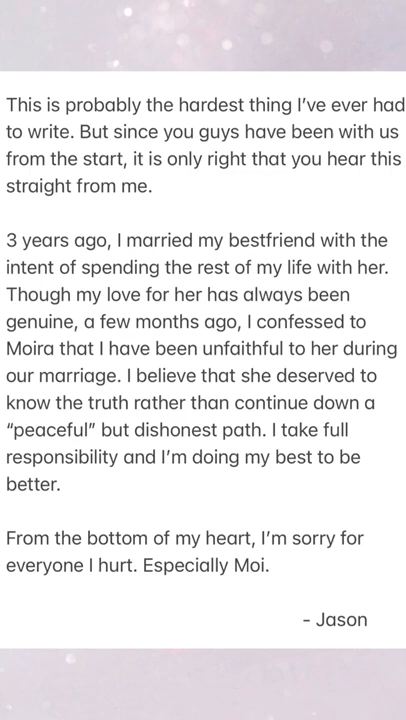 This is probably the hardest thing I’ve ever had
to write. But since you guys have been with us
from the start, it is only right that you hear this
straight from me.
3 years ago, I married my bestfriend with the
intent of spending the rest of my life with her.
Though my love for her has always been
genuine, a few months ago, I confessed to
Moira that I have been unfaithful to her during
our marriage. I believe that she deserved to
know the truth rather than continue down a
“peaceful” but dishonest path. I take full
responsibility and I’m doing my best to be
better.
From the bottom of my heart, I’m sorry for
everyone I hurt. Especially Moi.
- Jason